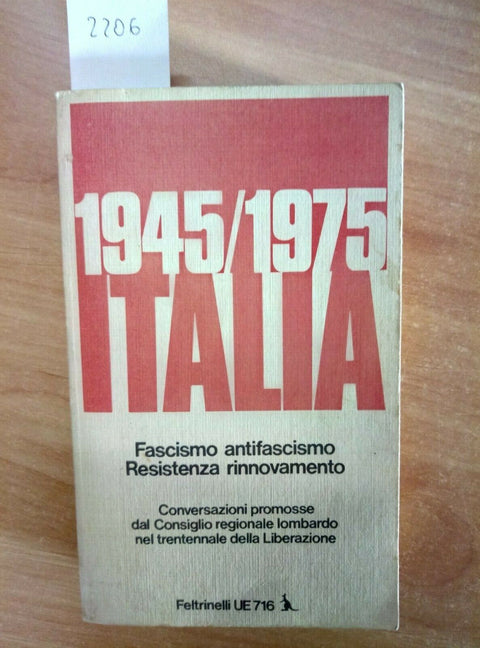 2206
1945/1975
ITALIA
Fascismo antifascismo
Resistenza rinnovamento
Conversazioni promosse
dal Consiglio regionale lombardo
nel trentennale della Liberazione
Feltrinelli UE 716